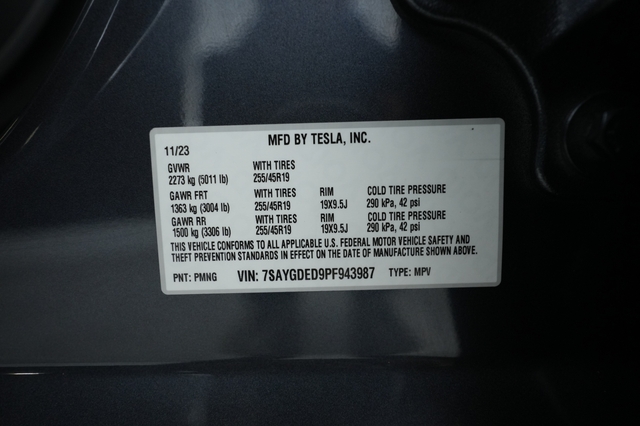 MFD BY TESLA, INC.
11/23
GVWR WITH TIRES
2273 kg (5011 lb) 255/45R19
GAWR FRT WITH TIRES RIM COLD TIRE PRESSURE
1363 kg (3004 lb) 255/45R19 19X9.5J 290 kPa, 42 psi
GAWR RR WITH TIRES RIM COLD TIRE PRESSURE
1500 kg (3306 lb) 255/45R19 19X9.5J 290 kPa, 42 psi
THIS VEHICLE CONFORMS TO ALL APPLICABLE U.S. FEDERAL MOTOR VEHICLE SAFETY AND
THEFT PREVENTION STANDARDS IN EFFECT ON THE DATE OF MANUFACTURE SHOWN ABOVE.
PNT: PMNG VIN: 7SAYGDED9PF943987 TYPE: MPV